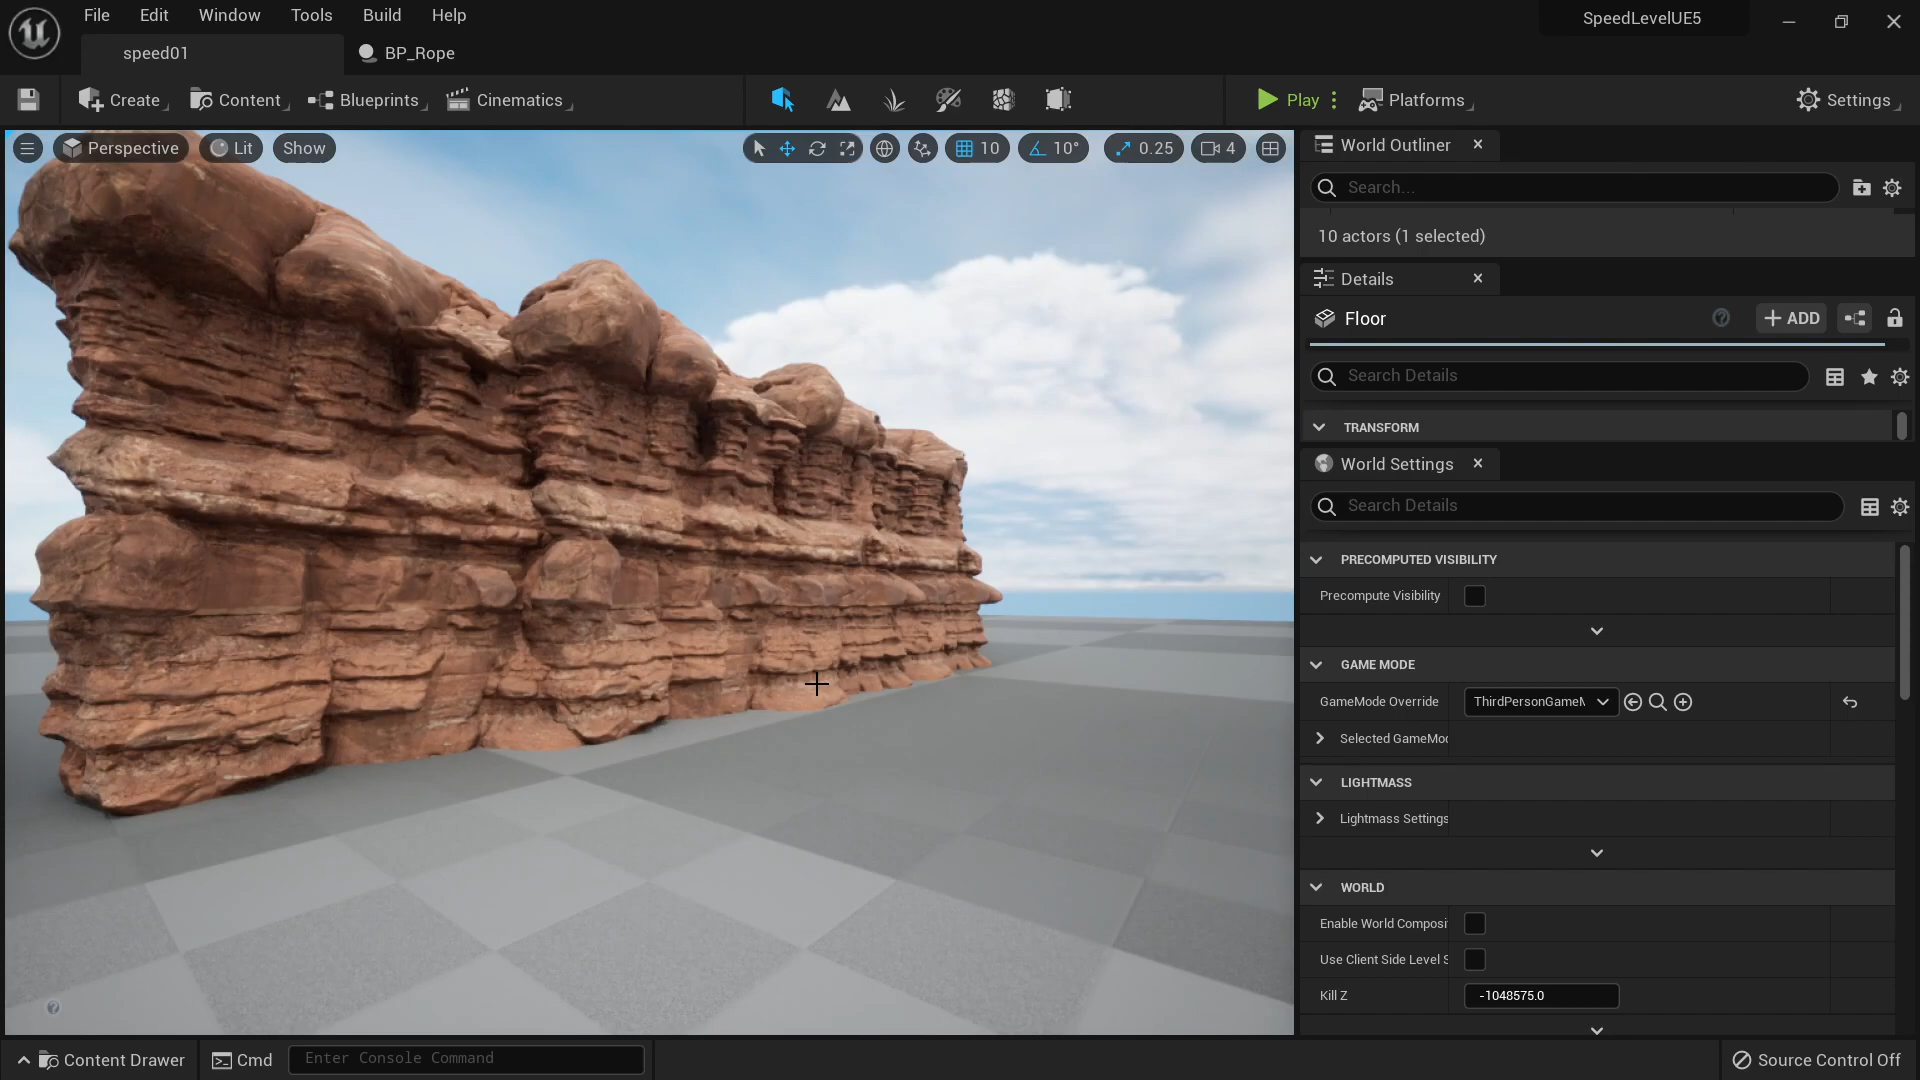 File Edit Window Tools Build Help
SpeedLevelUE5
speed01
BP_Rope
Create
Content
Blueprints
Cinematics
Play
Platforms
Settings
Perspective
Lit
Show
10
10°
0.25
4
World Outliner
Search...
10 actors (1 selected)
Details
Floor
ADD
Search Details
TRANSFORM
World Settings
Search Details
PRECOMPUTED VISIBILITY
Precompute Visibility
GAME MODE
GameMode Override
ThirdPersonGameM
Selected GameMod
LIGHTMASS
Lightmass Settings
WORLD
Enable World Composi
Use Client Side Level S
Kill Z
-1048575.0
Content Drawer
Cmd
Enter Console Command
Source Control Off